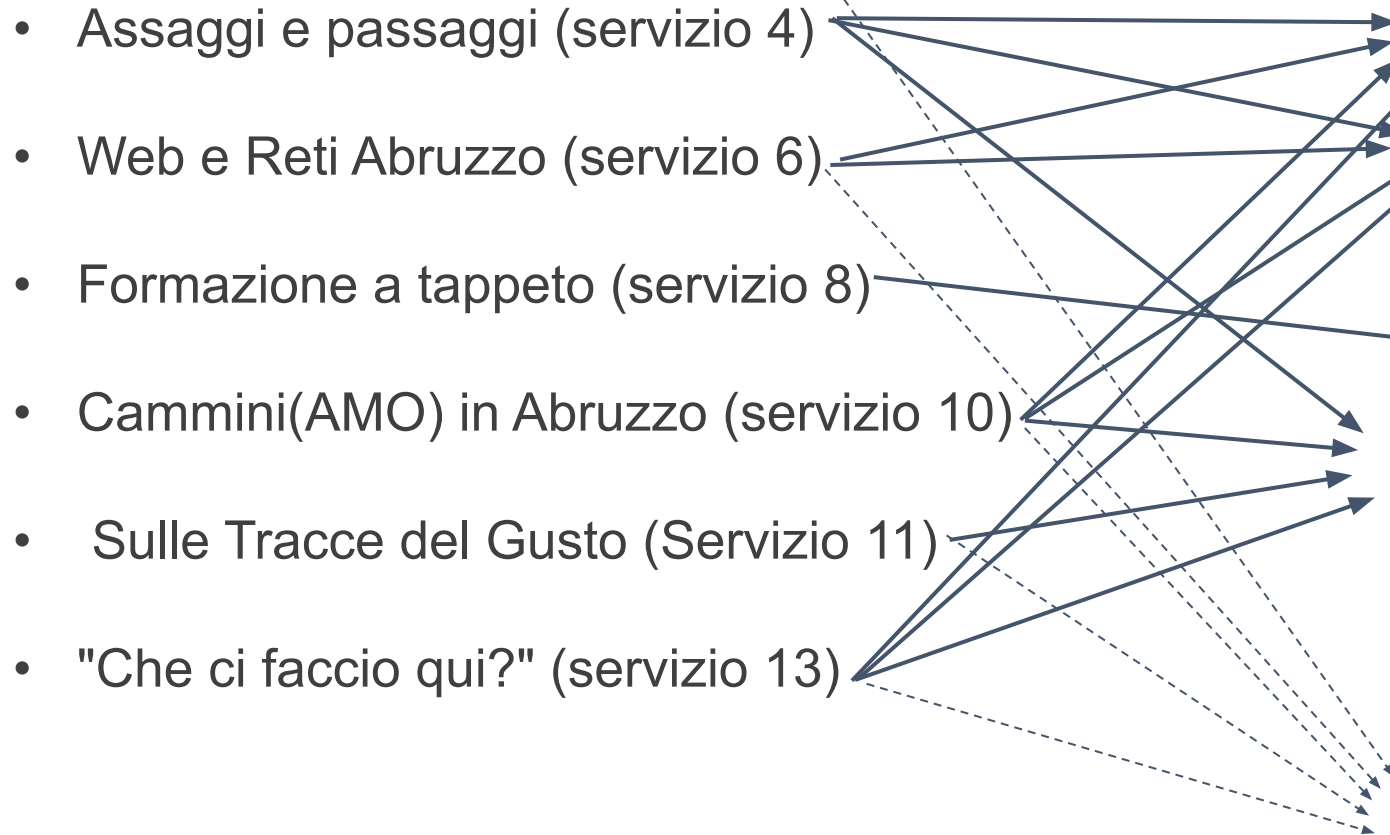 • Assaggi e passaggi (servizio 4)
• Web e Reti Abruzzo (servizio 6)
• Formazione a tappeto (servizio 8)
• Cammini(AMO) in Abruzzo (servizio 10)
• Sulle Tracce del Gusto (Servizio 11)
• "Che ci faccio qui?" (servizio 13)